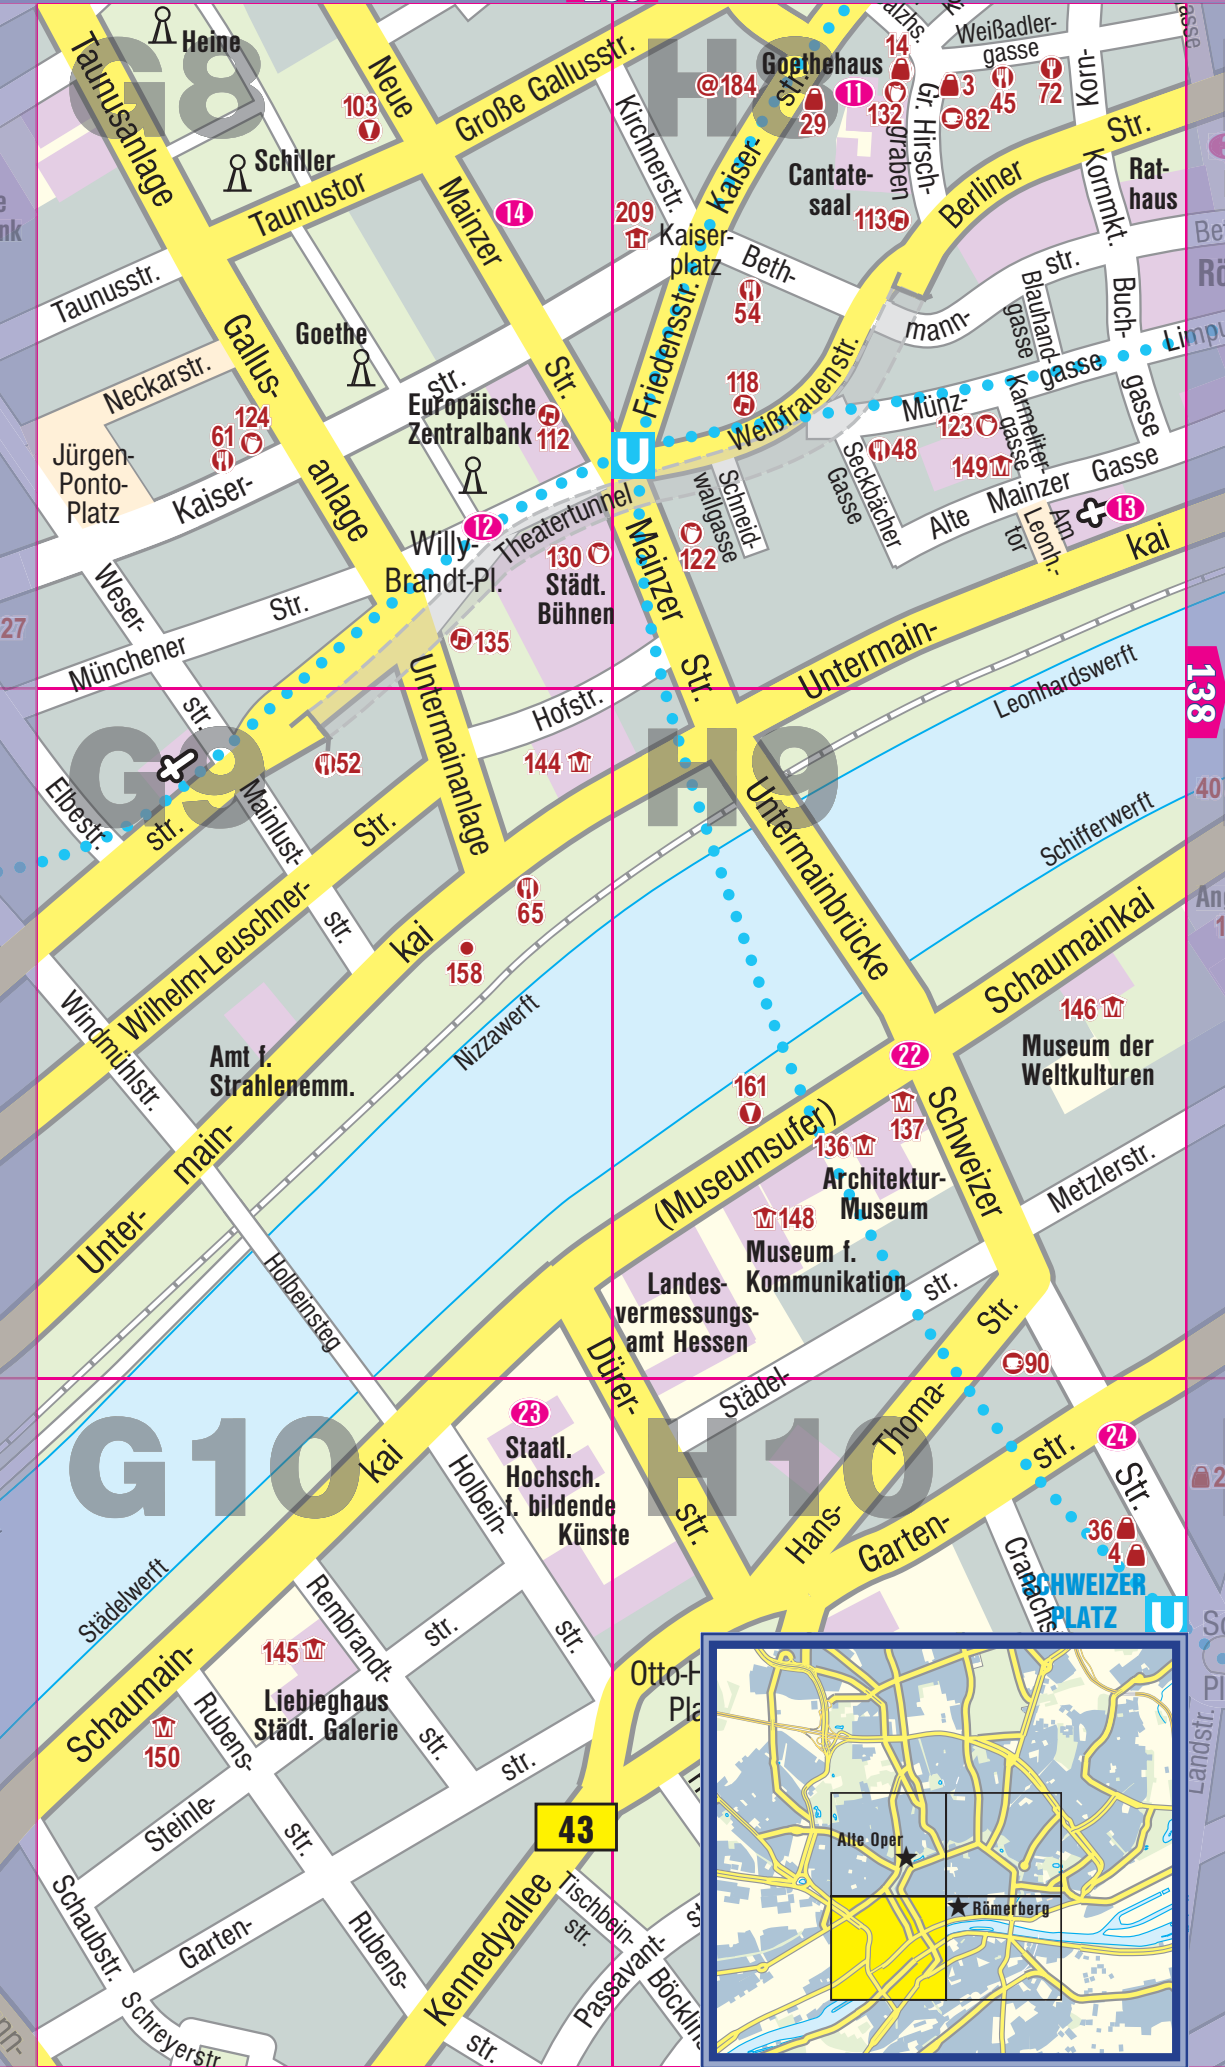 G8
H8
Heine
Taunusanlage
Neue
103
Große Gallusstr.
Schiller
Taunustor
Mainzer
14
Kirchnerstr.
@184
Goethehaus
14
11
29
132
str.
Weißadler-
gasse
3
45
72
82
Korn-
Gr. Hirsch-
graben
Str.
Berliner
Kaiser-
Cantate-
saal
113
Kornmkt.
Rat-
haus
209
Kaiser-
platz
Beth-
54
mann-
str.
Blauhand-
gasse
Buch-
gasse
Taunusstr.
Gallus-
anlage
Goethe
Neckarstr.
str.
Str.
Friedensstr.
118
Weißfrauenstr.
Münz-
gasse
Karmeliter-
gasse
123
149
48
Europäische
Zentralbank
112
124
61
Jürgen-
Ponto-
Platz
Kaiser-
U
Seckbächer
Gasse
Alte Mainzer Gasse
13
Am
Leonh.-
tor
Schneid-
wallgasse
122
12
Willy-
Brandt-Pl.
Theatertunnel
130
Städt.
Bühnen
135
Mainzer
Str.
Untermain-
kai
Weser-
str.
Münchener
Str.
27
Leonhardswerft
138
G9
H9
Untermainanlage
Hofstr.
144
52
Elbestr.
str.
Mainlust-
str.
Wilhelm-Leuschner-
Str.
Untermainbrücke
Schifferwerft
40
65
158
kai
Nizzawerft
Schaumainkai
146
Museum der
Weltkulturen
22
Windmühlstr.
Amt f.
Strahlenemm.
161
137
136
Architektur-
Museum
(Museumsufer)
148
Museum f.
Kommunikation
Schweizer
Metzlerstr.
Unter-
main-
Holbeinsteg
Landes-
vermessungs-
amt Hessen
str.
Str.
90
Dürer-
Städel-
G10
H10
23
Staatl.
Hochsch.
f. bildende
Künste
kai
Holbein-
str.
str.
Thoma-
Hans-
Garten-
str.
24
Str.
36
4
Cranachs
SCHWEIZER
PLATZ
U
Städelwerft
Rembrandt-
str.
str.
145
Liebieghaus
Städt. Galerie
Schaumain-
150
Rubens-
str.
Otto-H
Pla
str.
Steinle-
43
Schaubstr.
Garten-
Rubens-
str.
Kennedyallee
Tischbein-
str.
Passavant-
Böcklin
Schreyerstr
Landstr.
Alte Oper
Römerberg